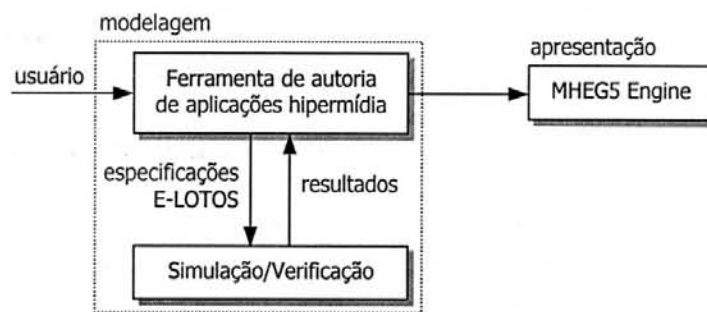 modelagem
usuário
Ferramenta de autoria
de aplicações hipermídia
apresentação
MHEG5 Engine
especificações
E-LOTOS
resultados
Simulação/Verificação